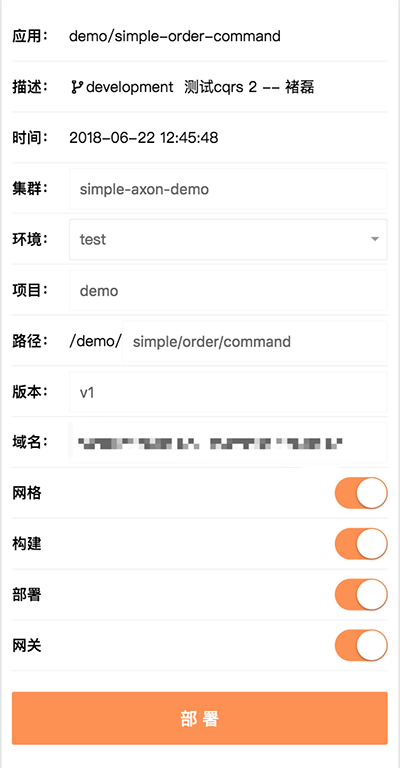 应用： demo/simple-order-command
描述： development 测试cqrs 2 -- 褚磊
时间： 2018-06-22 12:45:48
集群： simple-axon-demo
环境： test
项目： demo
路径： /demo/ simple/order/command
版本： v1
域名：
网格
构建
部署
网关
部 署